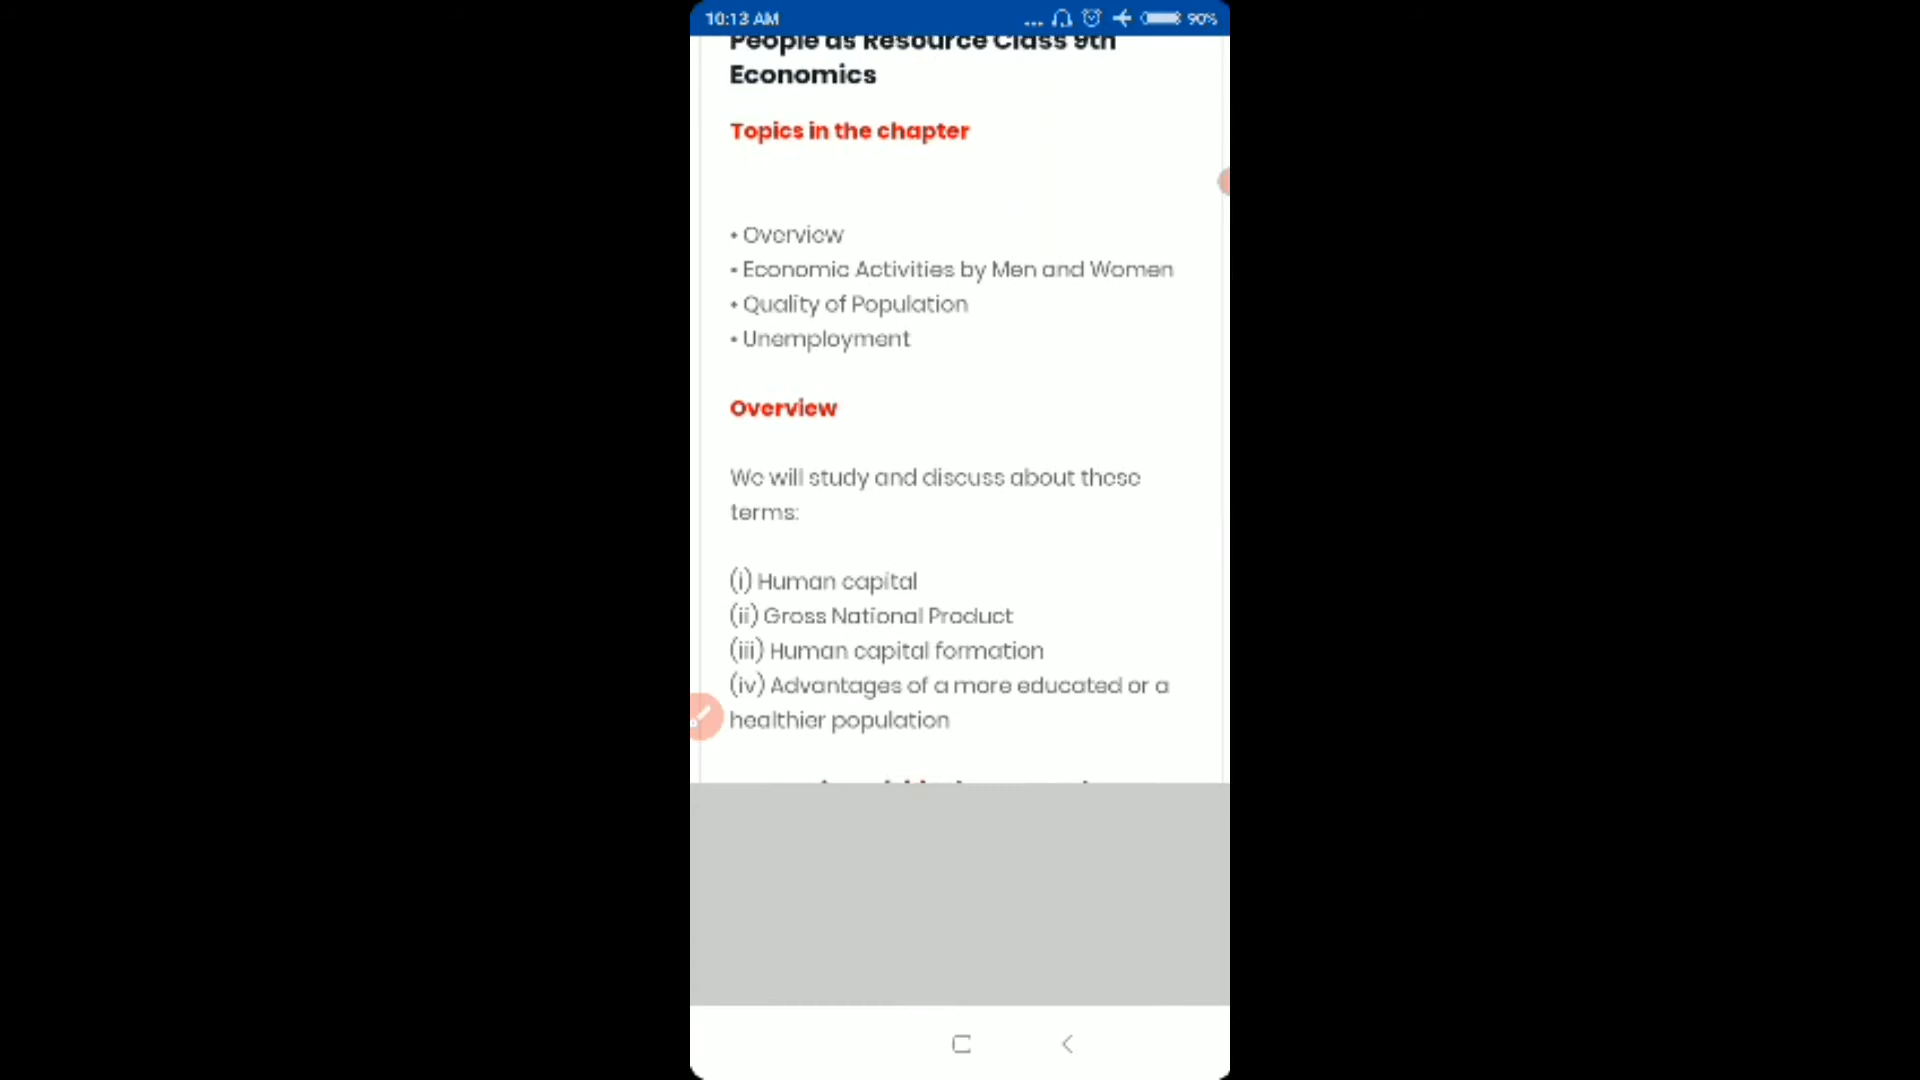 10:13 AM
... 90%
People as Resource Class 9th
Economics
Topics in the chapter
• Overview
• Economic Activities by Men and Women
• Quality of Population
• Unemployment
Overview
We will study and discuss about these
terms:
(i) Human capital
(ii) Gross National Product
(iii) Human capital formation
(iv) Advantages of a more educated or a
healthier population